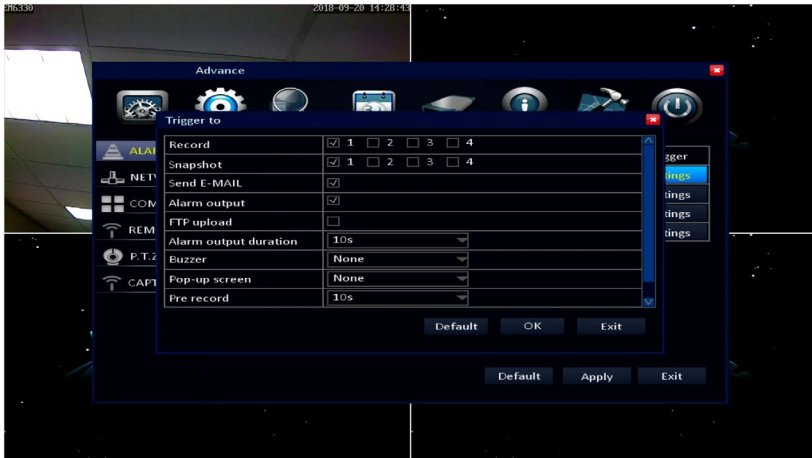 EM6330
2018-09-20 14:28:43
Advance
Trigger to
Record 1 2 3 4
Snapshot 1 2 3 4
Send E-MAIL
Alarm output
FTP upload
Alarm output duration 10s
Buzzer None
Pop-up screen None
Pre record 10s
Default OK Exit
ALA
NET
COM
REM
P.T.Z
CAPT
gger
tings
tings
tings
tings
Default Apply Exit